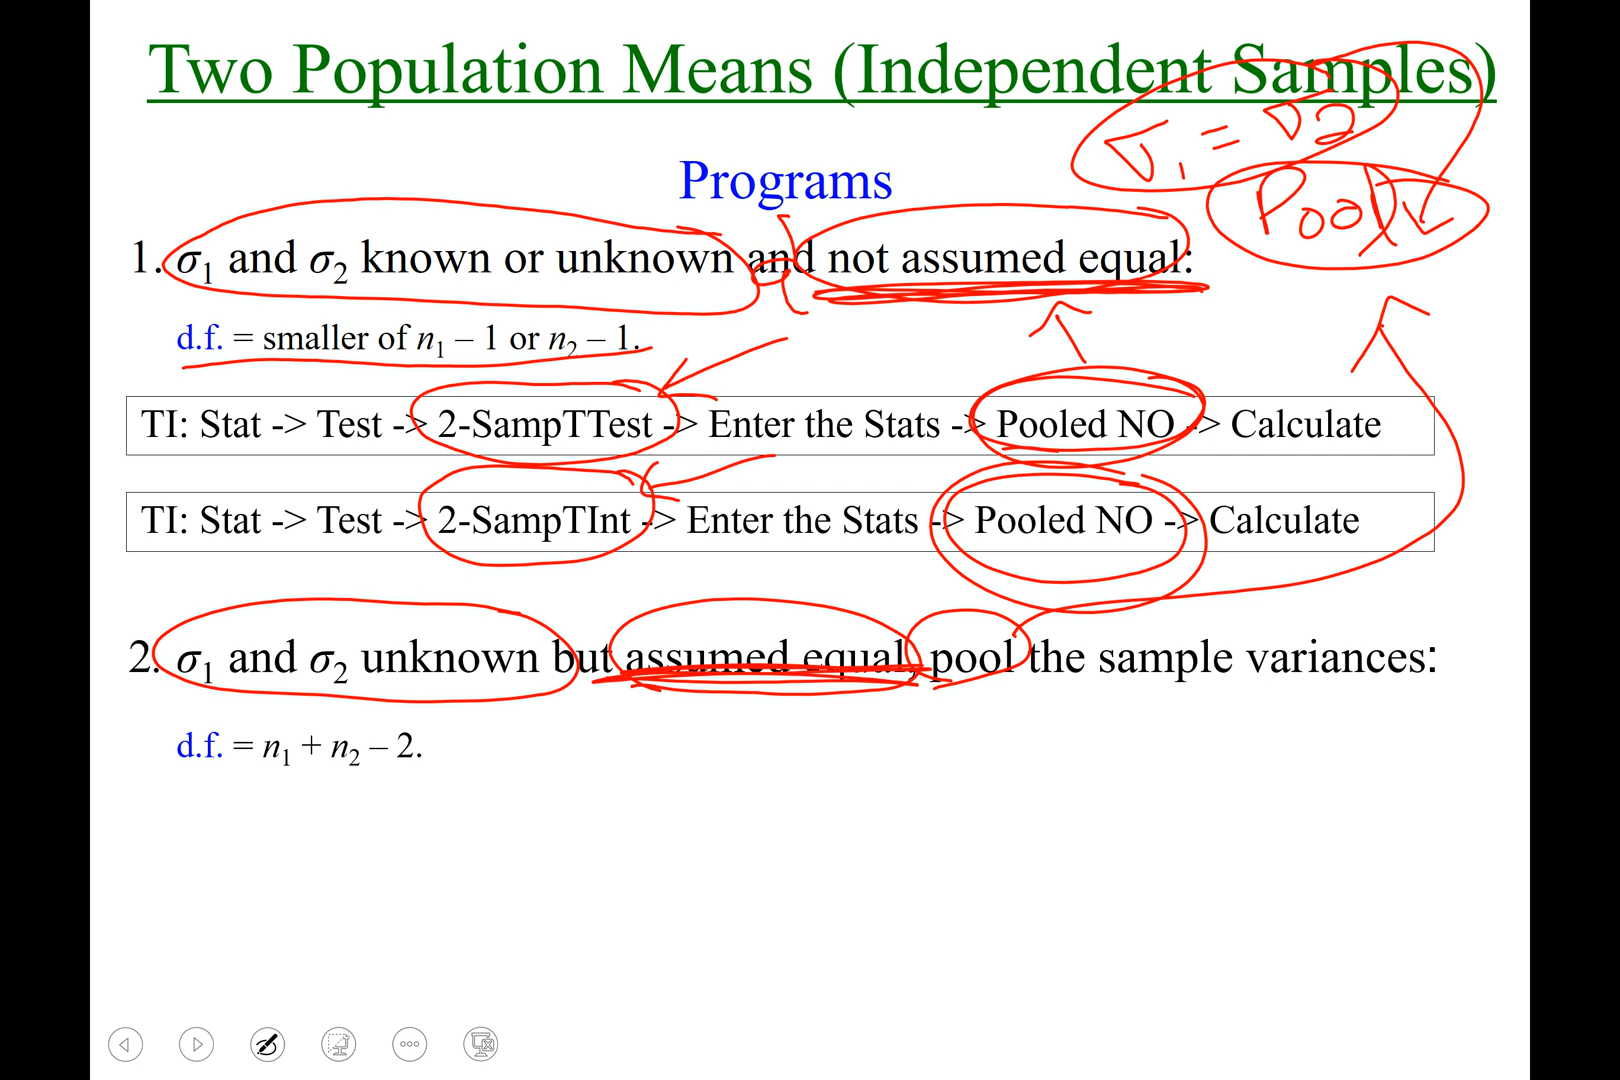 Two Population Means (Independent Samples)
σ₁ = σ₂
Programs
Pool
1. σ₁ and σ₂ known or unknown and not assumed equal:
d.f. = smaller of n₁ – 1 or n₂ – 1.
TI: Stat -> Test -> 2-SampTTest -> Enter the Stats -> Pooled NO -> Calculate
TI: Stat -> Test -> 2-SampTInt -> Enter the Stats -> Pooled NO -> Calculate
2. σ₁ and σ₂ unknown but assumed equal, pool the sample variances:
d.f. = n₁ + n₂ – 2.